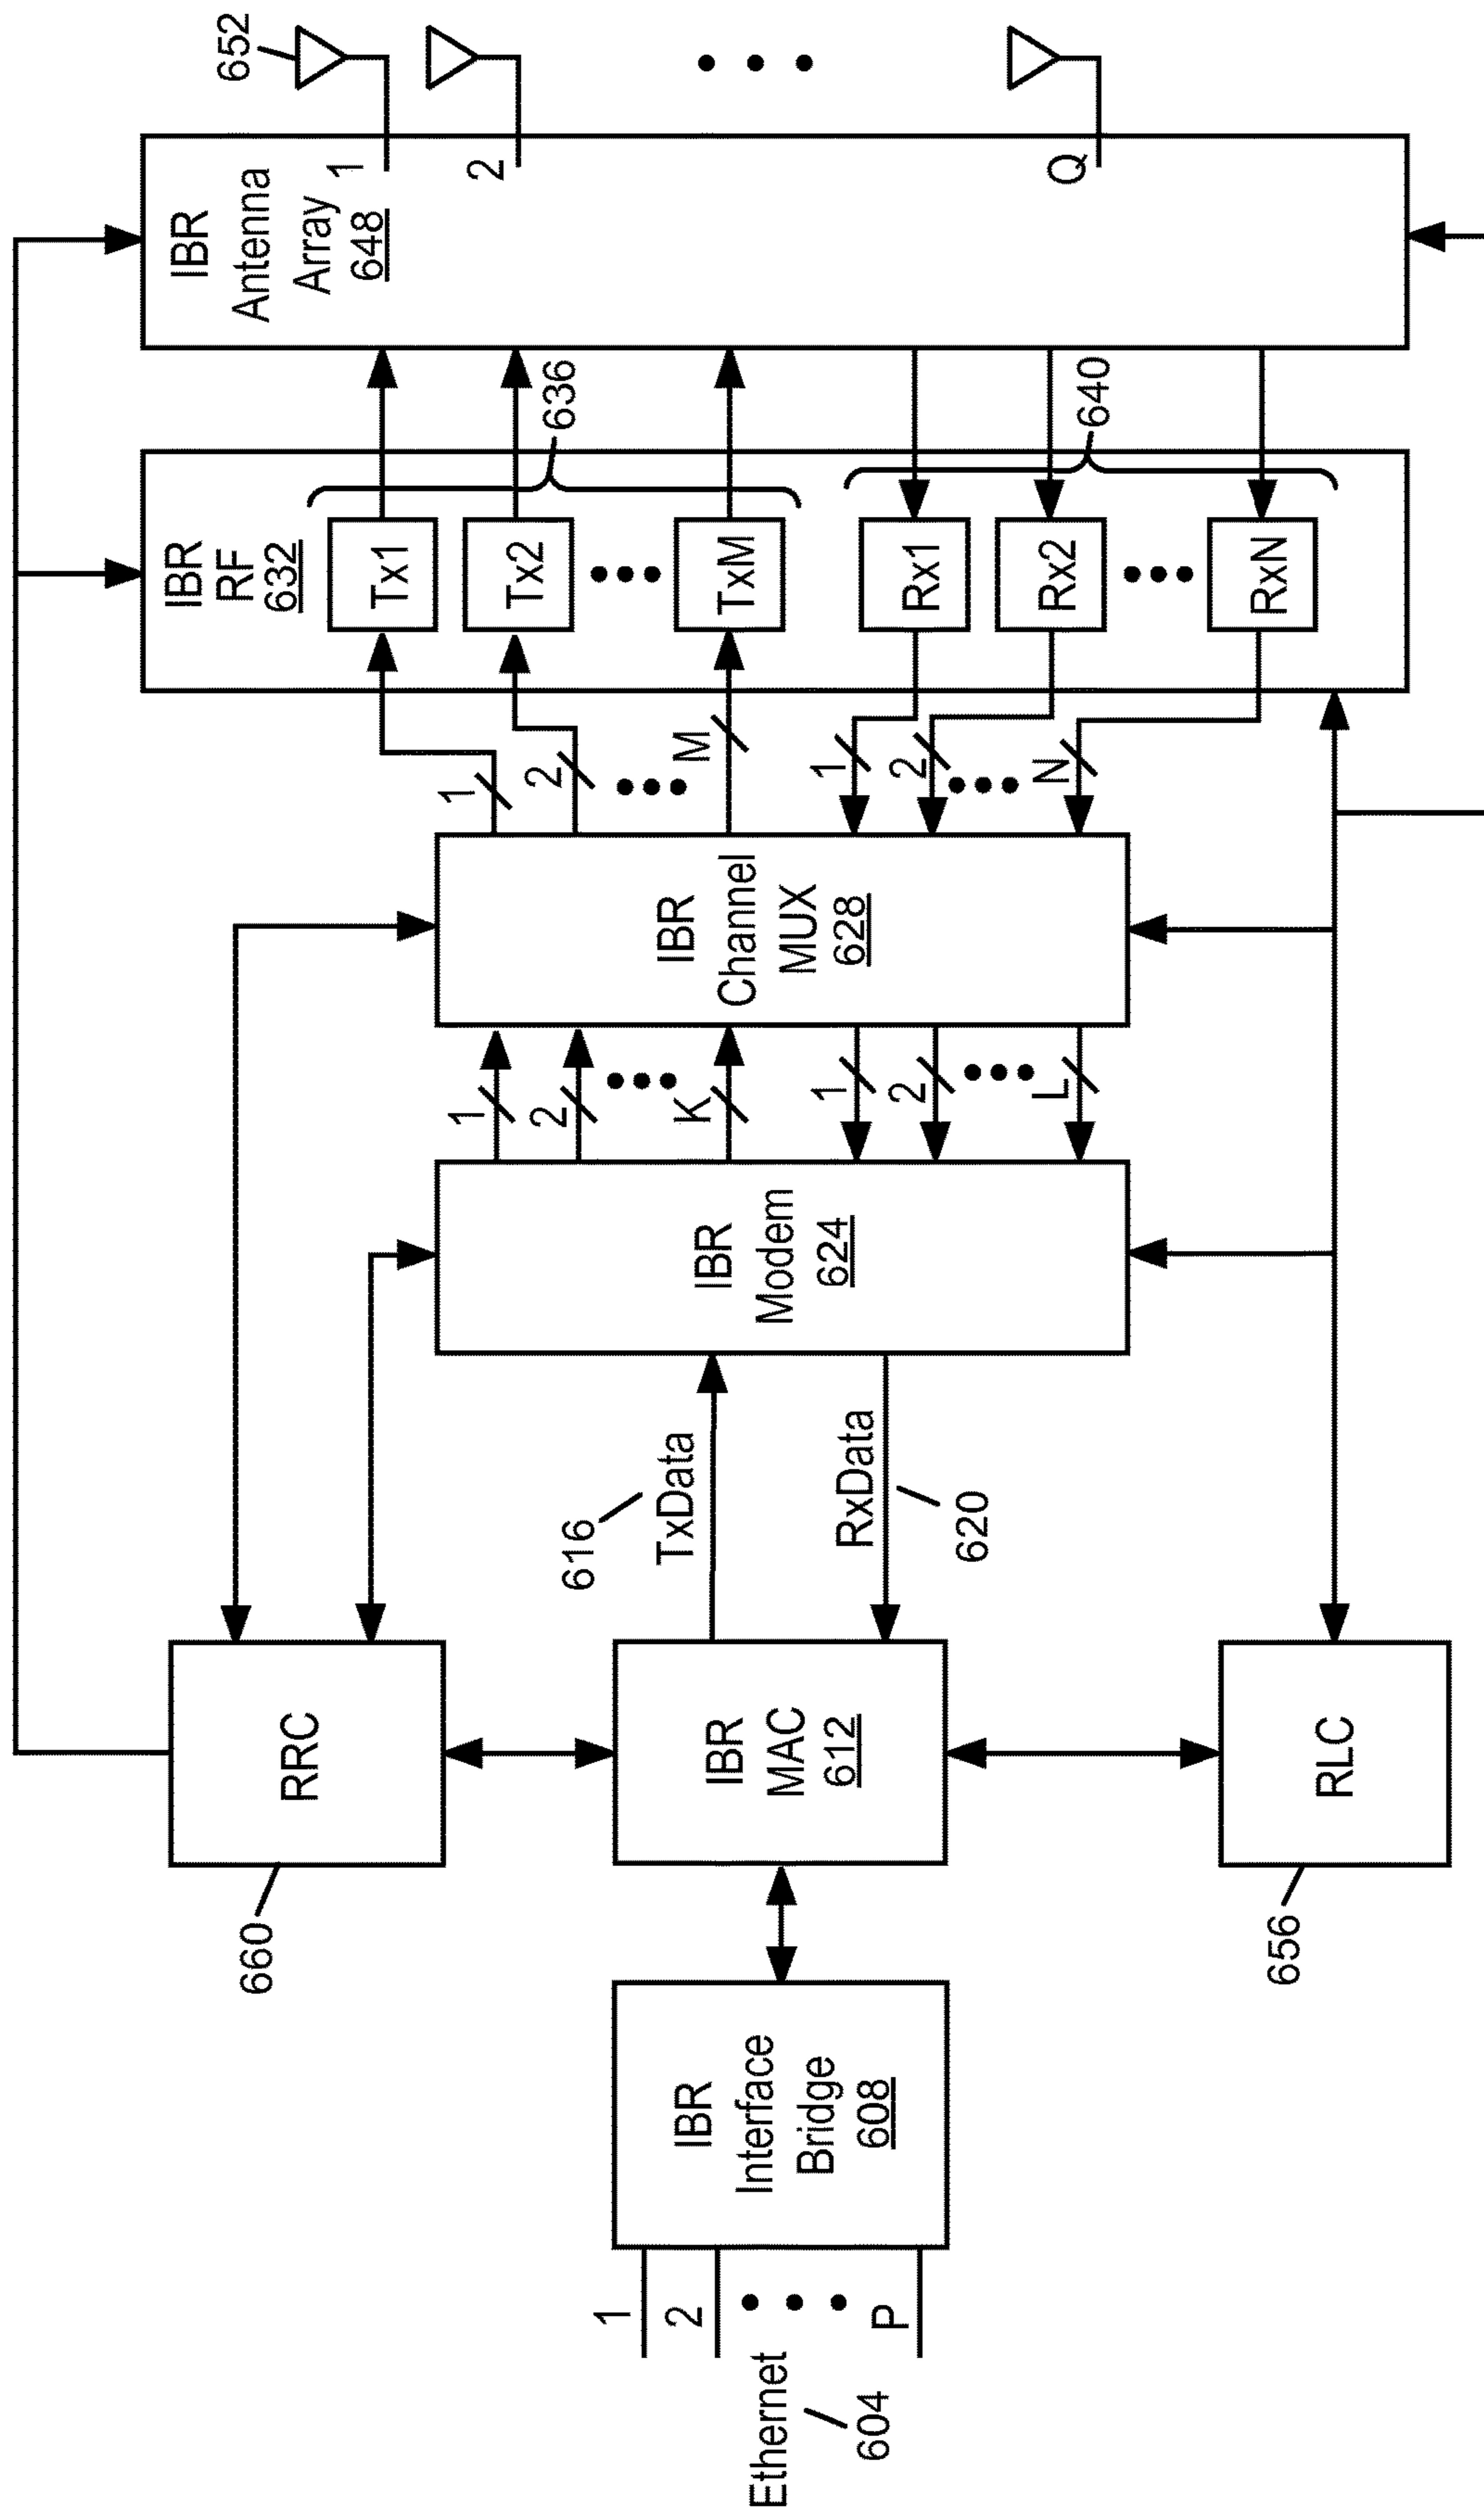 Ethernet
604
1
2
P
IBR
Interface
Bridge
608
660
RRC
IBR
MAC
612
656
RLC
616
TxData
RxData
620
IBR
Modem
624
1
2
K
1
2
L
IBR
Channel
MUX
628
1
2
M
1
2
N
IBR
RF
632
Tx1
Tx2
TxM
Rx1
Rx2
RxN
636
640
IBR
Antenna
Array
648
1
2
Q
652